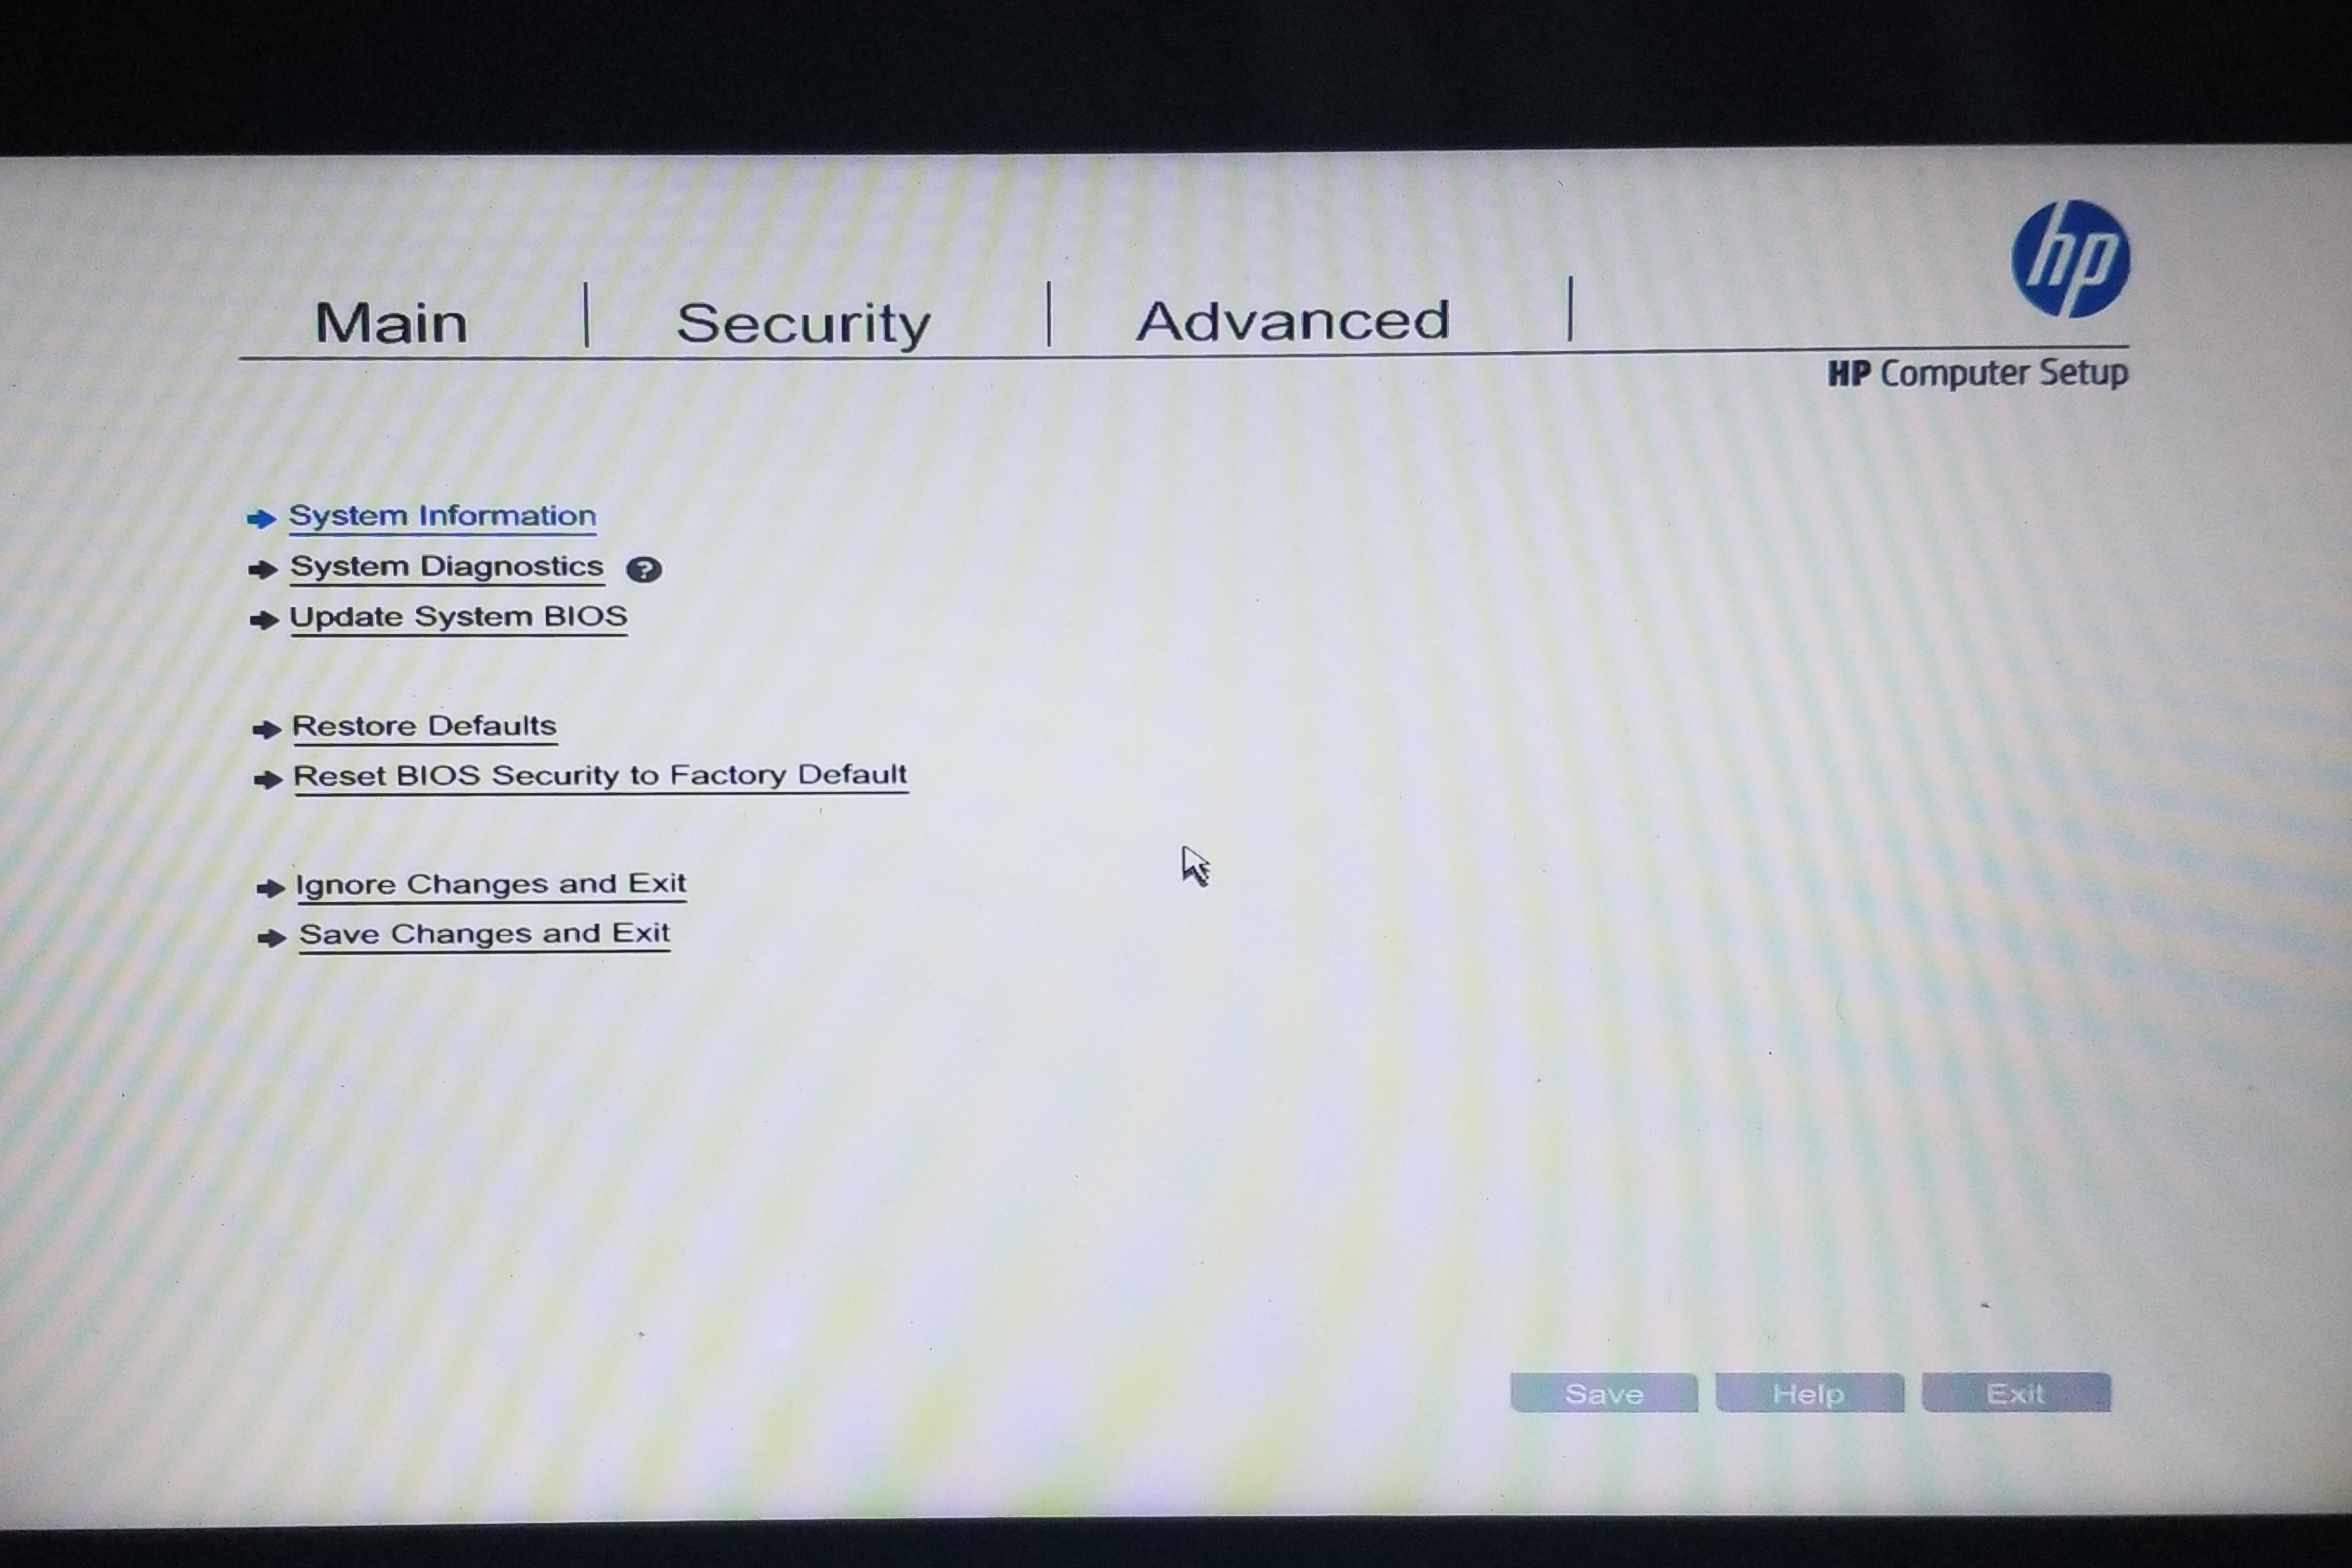 hp
Main | Security | Advanced |
HP Computer Setup
System Information
System Diagnostics ?
Update System BIOS
Restore Defaults
Reset BIOS Security to Factory Default
Ignore Changes and Exit
Save Changes and Exit
Save Help Exit